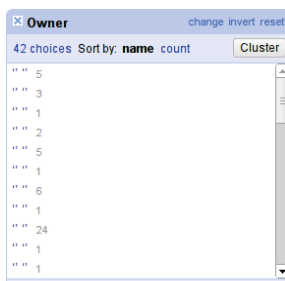 Owner change invert reset
42 choices Sort by: name count Cluster
" " 5
" " 3
" " 1
" " 2
" " 5
" " 1
" " 6
" " 1
" " 24
" " 1
" " 1